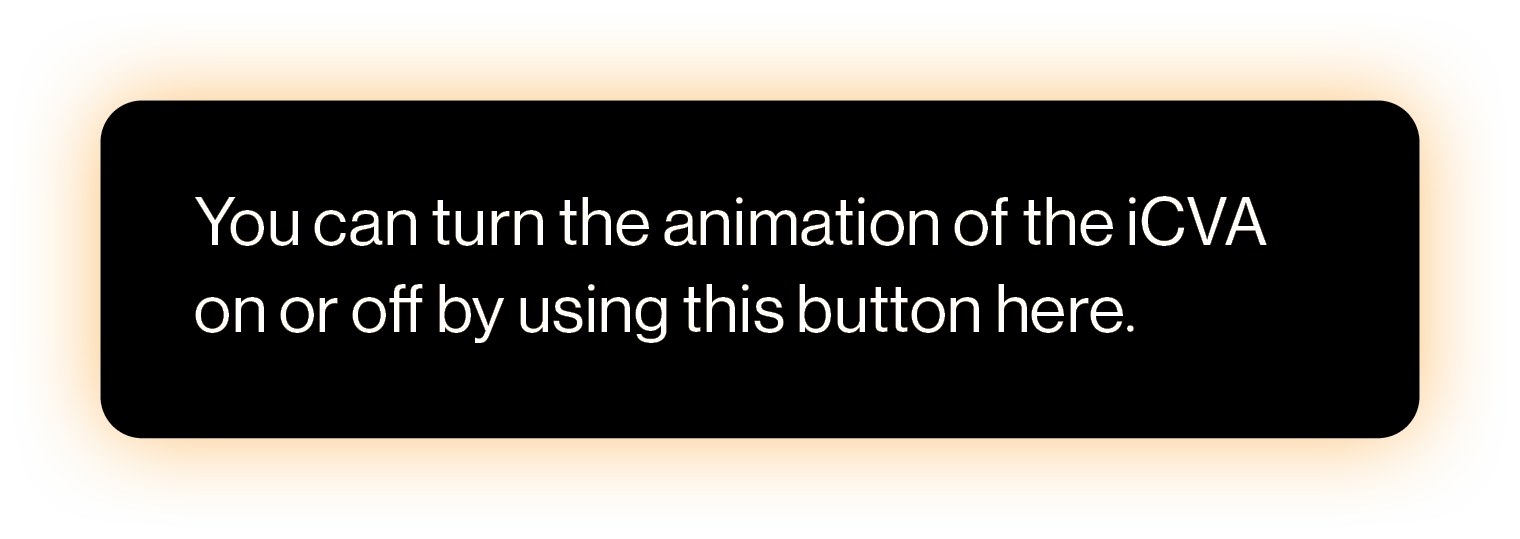 You can turn the animation of the iCVA
on or off by using this button here.